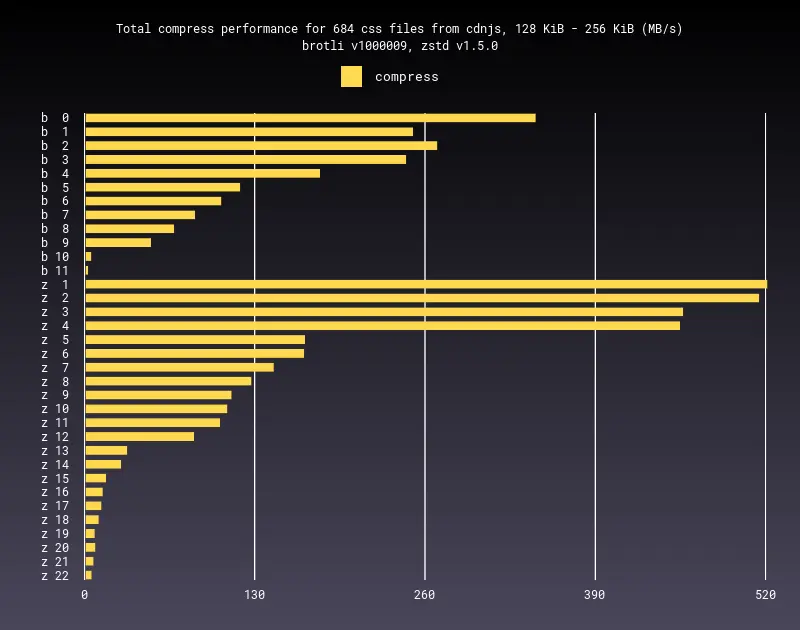 Total compress performance for 684 css files from cdnjs, 128 KiB - 256 KiB (MB/s)
brotli v1000009, zstd v1.5.0
compress
b 0
b 1
b 2
b 3
b 4
b 5
b 6
b 7
b 8
b 9
b 10
b 11
z 1
z 2
z 3
z 4
z 5
z 6
z 7
z 8
z 9
z 10
z 11
z 12
z 13
z 14
z 15
z 16
z 17
z 18
z 19
z 20
z 21
z 22
0 130 260 390 520